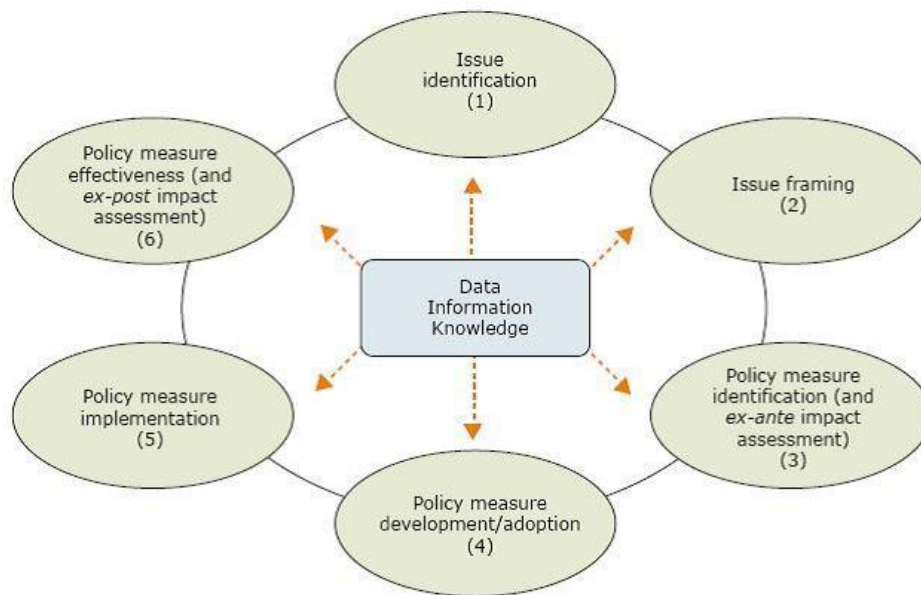 Issue
identification
(1)
Issue framing
(2)
Policy measure
identification (and
ex-ante impact
assessment)
(3)
Policy measure
development/adoption
(4)
Policy measure
implementation
(5)
Policy measure
effectiveness (and
ex-post impact
assessment)
(6)
Data
Information
Knowledge